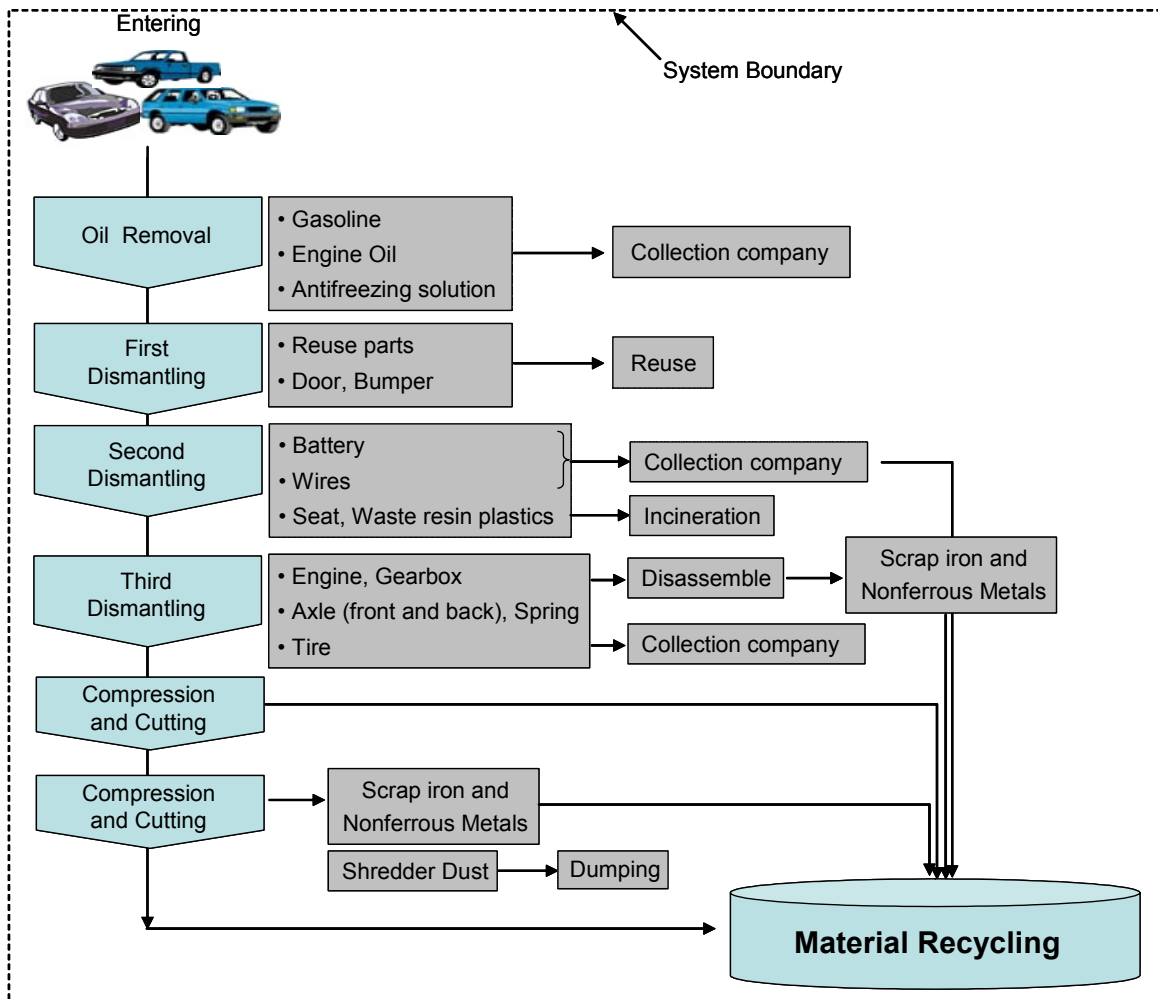 Entering
System Boundary
Oil Removal
• Gasoline
• Engine Oil
• Antifreezing solution
Collection company
First
Dismantling
• Reuse parts
• Door, Bumper
Reuse
Second
Dismantling
• Battery
• Wires
• Seat, Waste resin plastics
Collection company
Incineration
Third
Dismantling
• Engine, Gearbox
• Axle (front and back), Spring
• Tire
Disassemble
Scrap iron and
Nonferrous Metals
Collection company
Compression
and Cutting
Compression
and Cutting
Scrap iron and
Nonferrous Metals
Shredder Dust
Dumping
Material Recycling